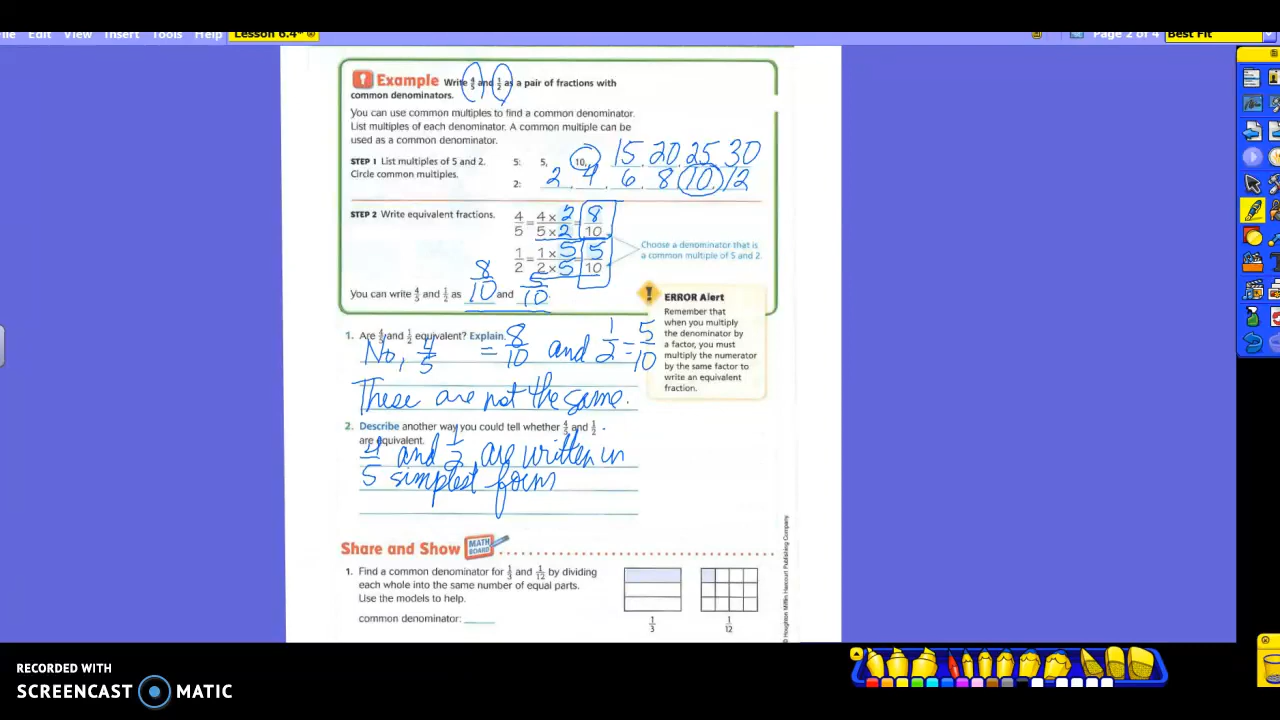 File Edit View Insert Tools Help Lesson 6.4* Page 2 of 4 Best Fit
Example Write 4/5 and 1/2 as a pair of fractions with
common denominators.
You can use common multiples to find a common denominator.
List multiples of each denominator. A common multiple can be
used as a common denominator.
STEP 1 List multiples of 5 and 2. 5: 5, 10, 15, 20, 25, 30
Circle common multiples. 2: 2, 4, 6, 8, 10, 12
STEP 2 Write equivalent fractions. 4/5 = 4 × 2 / 5 × 2 = 8/10
1/2 = 1 × 5 / 2 × 5 = 5/10
Choose a denominator that is
a common multiple of 5 and 2.
You can write 4/5 and 1/2 as 8/10 and 5/10.
ERROR Alert
Remember that
when you multiply
the denominator by
a factor, you must
multiply the numerator
by the same factor to
write an equivalent
fraction.
1. Are 4/5 and 1/2 equivalent? Explain.
No, 4/5 = 8/10 and 1/2 = 5/10
These are not the same.
2. Describe another way you could tell whether 4/5 and 1/2
are equivalent.
4/5 and 1/2 are written in
simplest form
Share and Show MATH BOARD
1. Find a common denominator for 1/3 and 1/12 by dividing
each whole into the same number of equal parts.
Use the models to help.
common denominator:
1/3 1/12
© Houghton Mifflin Harcourt Publishing Company
RECORDED WITH
SCREENCAST MATIC